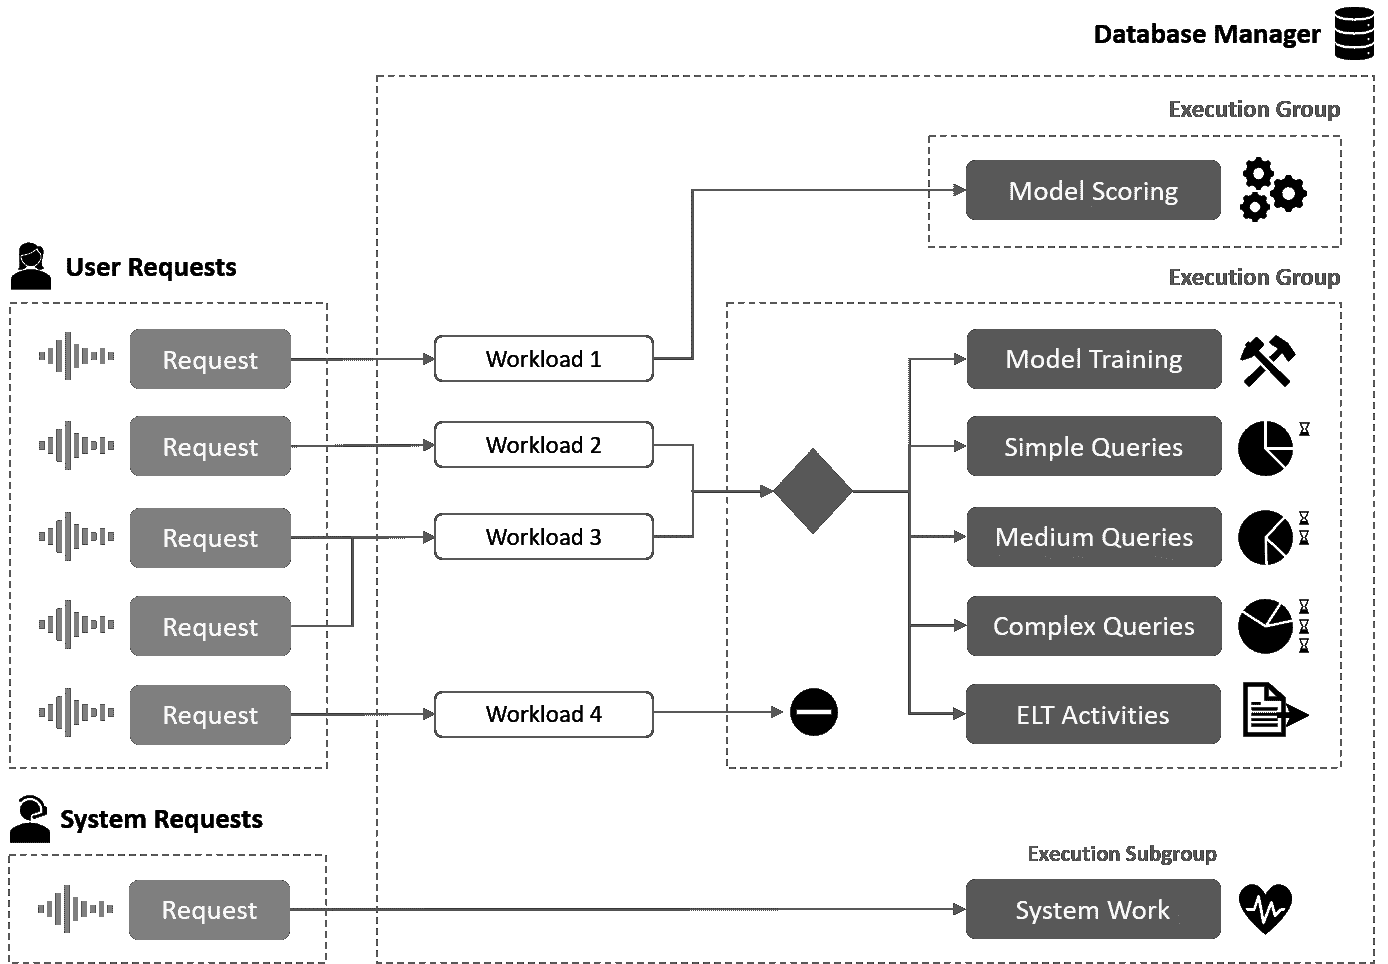 Database Manager
Execution Group
Model Scoring
User Requests
Execution Group
Request
Workload 1
Model Training
Request
Workload 2
Simple Queries
Request
Workload 3
Medium Queries
Request
Complex Queries
Request
Workload 4
ELT Activities
System Requests
Execution Subgroup
Request
System Work